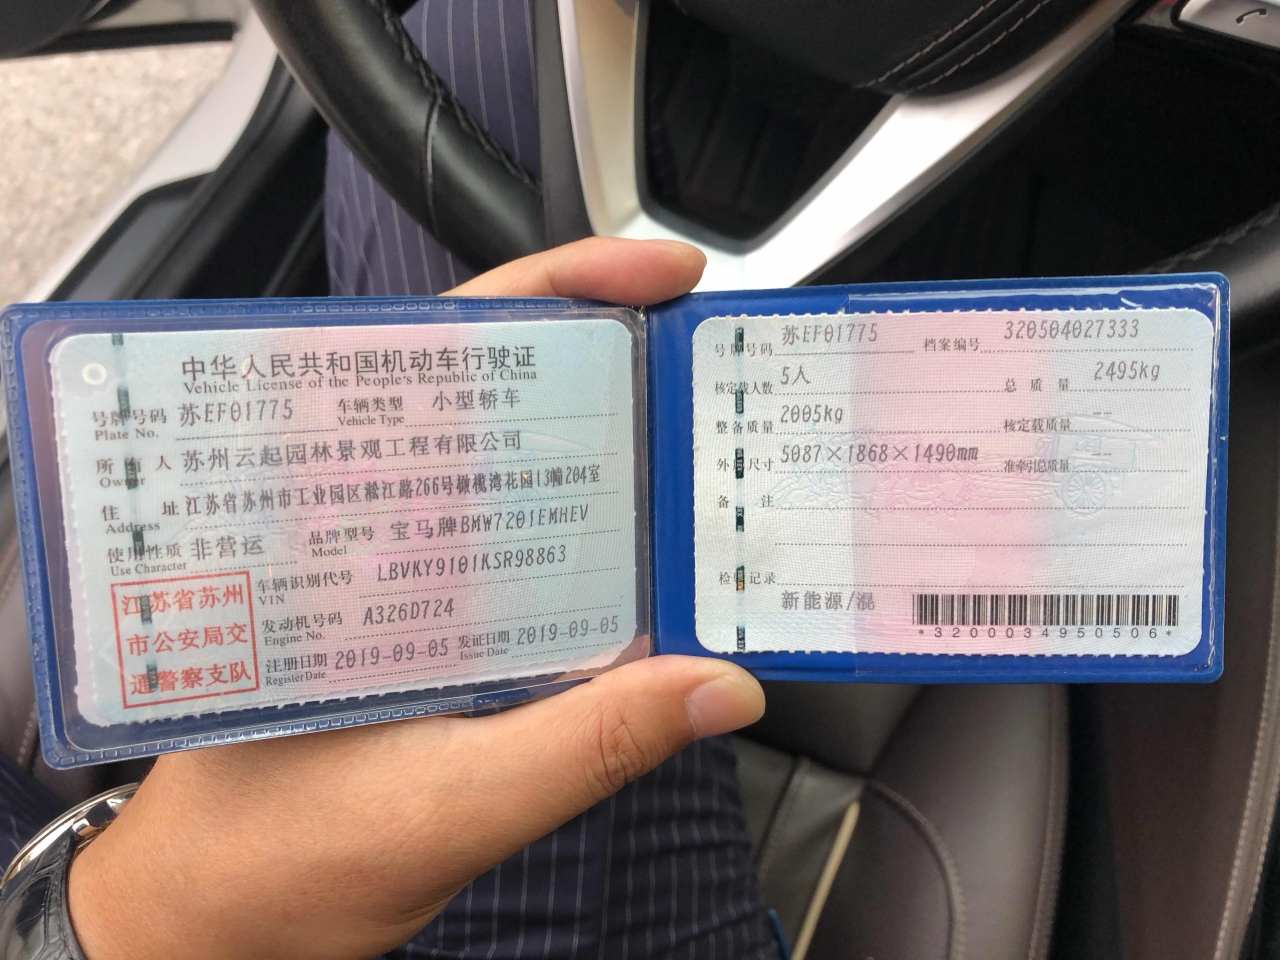 中华人民共和国机动车行驶证
Vehicle License of the People's Republic of China
号牌号码 苏EF01775 车辆类型 小型轿车
Plate No. Vehicle Type
所有人 苏州云起园林景观工程有限公司
Owner
住址 江苏省苏州市工业园区淞江路266号橄榄湾花园13幢204室
Address
使用性质 非营运 品牌型号 宝马牌BMW7201EMHEV
Use Character Model
江苏省苏州
市公安局交
通警察支队
车辆识别代号 LBVKY9101KSR98863
VIN
发动机号码 A326D724
Engine No.
注册日期 2019-09-05 发证日期 2019-09-05
Register Date Issue Date
号牌号码 苏EF01775 档案编号 320504027333
核定载人数 5人 总质量 2495kg
整备质量 2005kg 核定载质量 --
外廓尺寸 5087×1868×1490mm 准牵引总质量 --
备注
检验记录
新能源/混
*3200034950506*